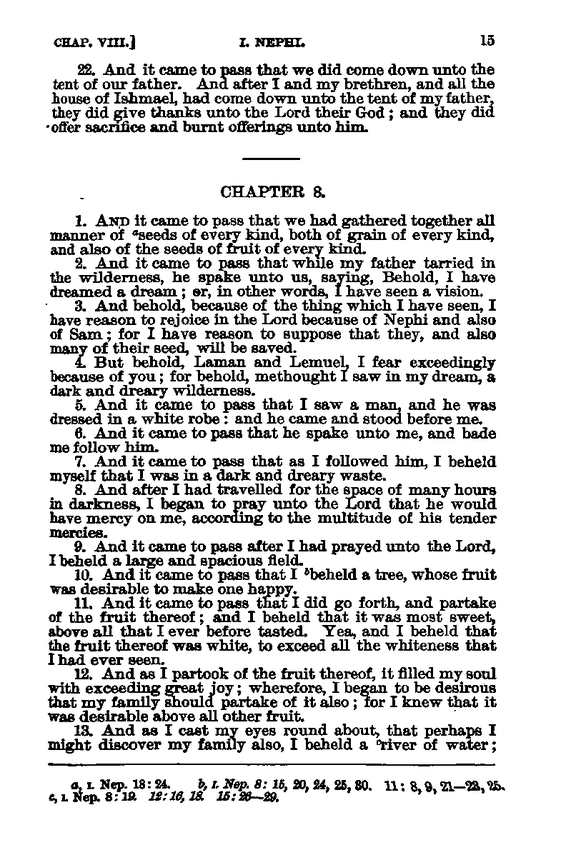 CHAP. VIII.] I. NEPHI. 15
22. And it came to pass that we did come down unto the
tent of our father. And after I and my brethren, and all the
house of Ishmael, had come down unto the tent of my father,
they did give thanks unto the Lord their God; and they did
offer sacrifice and burnt offerings unto him.
CHAPTER 8.
1. AND it came to pass that we had gathered together all
manner of ᵃseeds of every kind, both of grain of every kind,
and also of the seeds of fruit of every kind.
2. And it came to pass that while my father tarried in
the wilderness, he spake unto us, saying, Behold, I have
dreamed a dream; or, in other words, I have seen a vision.
3. And behold, because of the thing which I have seen, I
have reason to rejoice in the Lord because of Nephi and also
of Sam; for I have reason to suppose that they, and also
many of their seed, will be saved.
4. But behold, Laman and Lemuel, I fear exceedingly
because of you; for behold, methought I saw in my dream, a
dark and dreary wilderness.
5. And it came to pass that I saw a man, and he was
dressed in a white robe: and he came and stood before me.
6. And it came to pass that he spake unto me, and bade
me follow him.
7. And it came to pass that as I followed him, I beheld
myself that I was in a dark and dreary waste.
8. And after I had travelled for the space of many hours
in darkness, I began to pray unto the Lord that he would
have mercy on me, according to the multitude of his tender
mercies.
9. And it came to pass after I had prayed unto the Lord,
I beheld a large and spacious field.
10. And it came to pass that I ᵇbeheld a tree, whose fruit
was desirable to make one happy.
11. And it came to pass that I did go forth, and partake
of the fruit thereof; and I beheld that it was most sweet,
above all that I ever before tasted. Yea, and I beheld that
the fruit thereof was white, to exceed all the whiteness that
I had ever seen.
12. And as I partook of the fruit thereof, it filled my soul
with exceeding great joy; wherefore, I began to be desirous
that my family should partake of it also; for I knew that it
was desirable above all other fruit.
13. And as I cast my eyes round about, that perhaps I
might discover my family also, I beheld a ᶜriver of water;
a, I. Nep. 18:24. b, I. Nep. 8: 15, 20, 24, 25, 30. 11: 8, 9, 21—23, 25.
c, I. Nep. 8:19. 12:16, 18. 15:26—29.